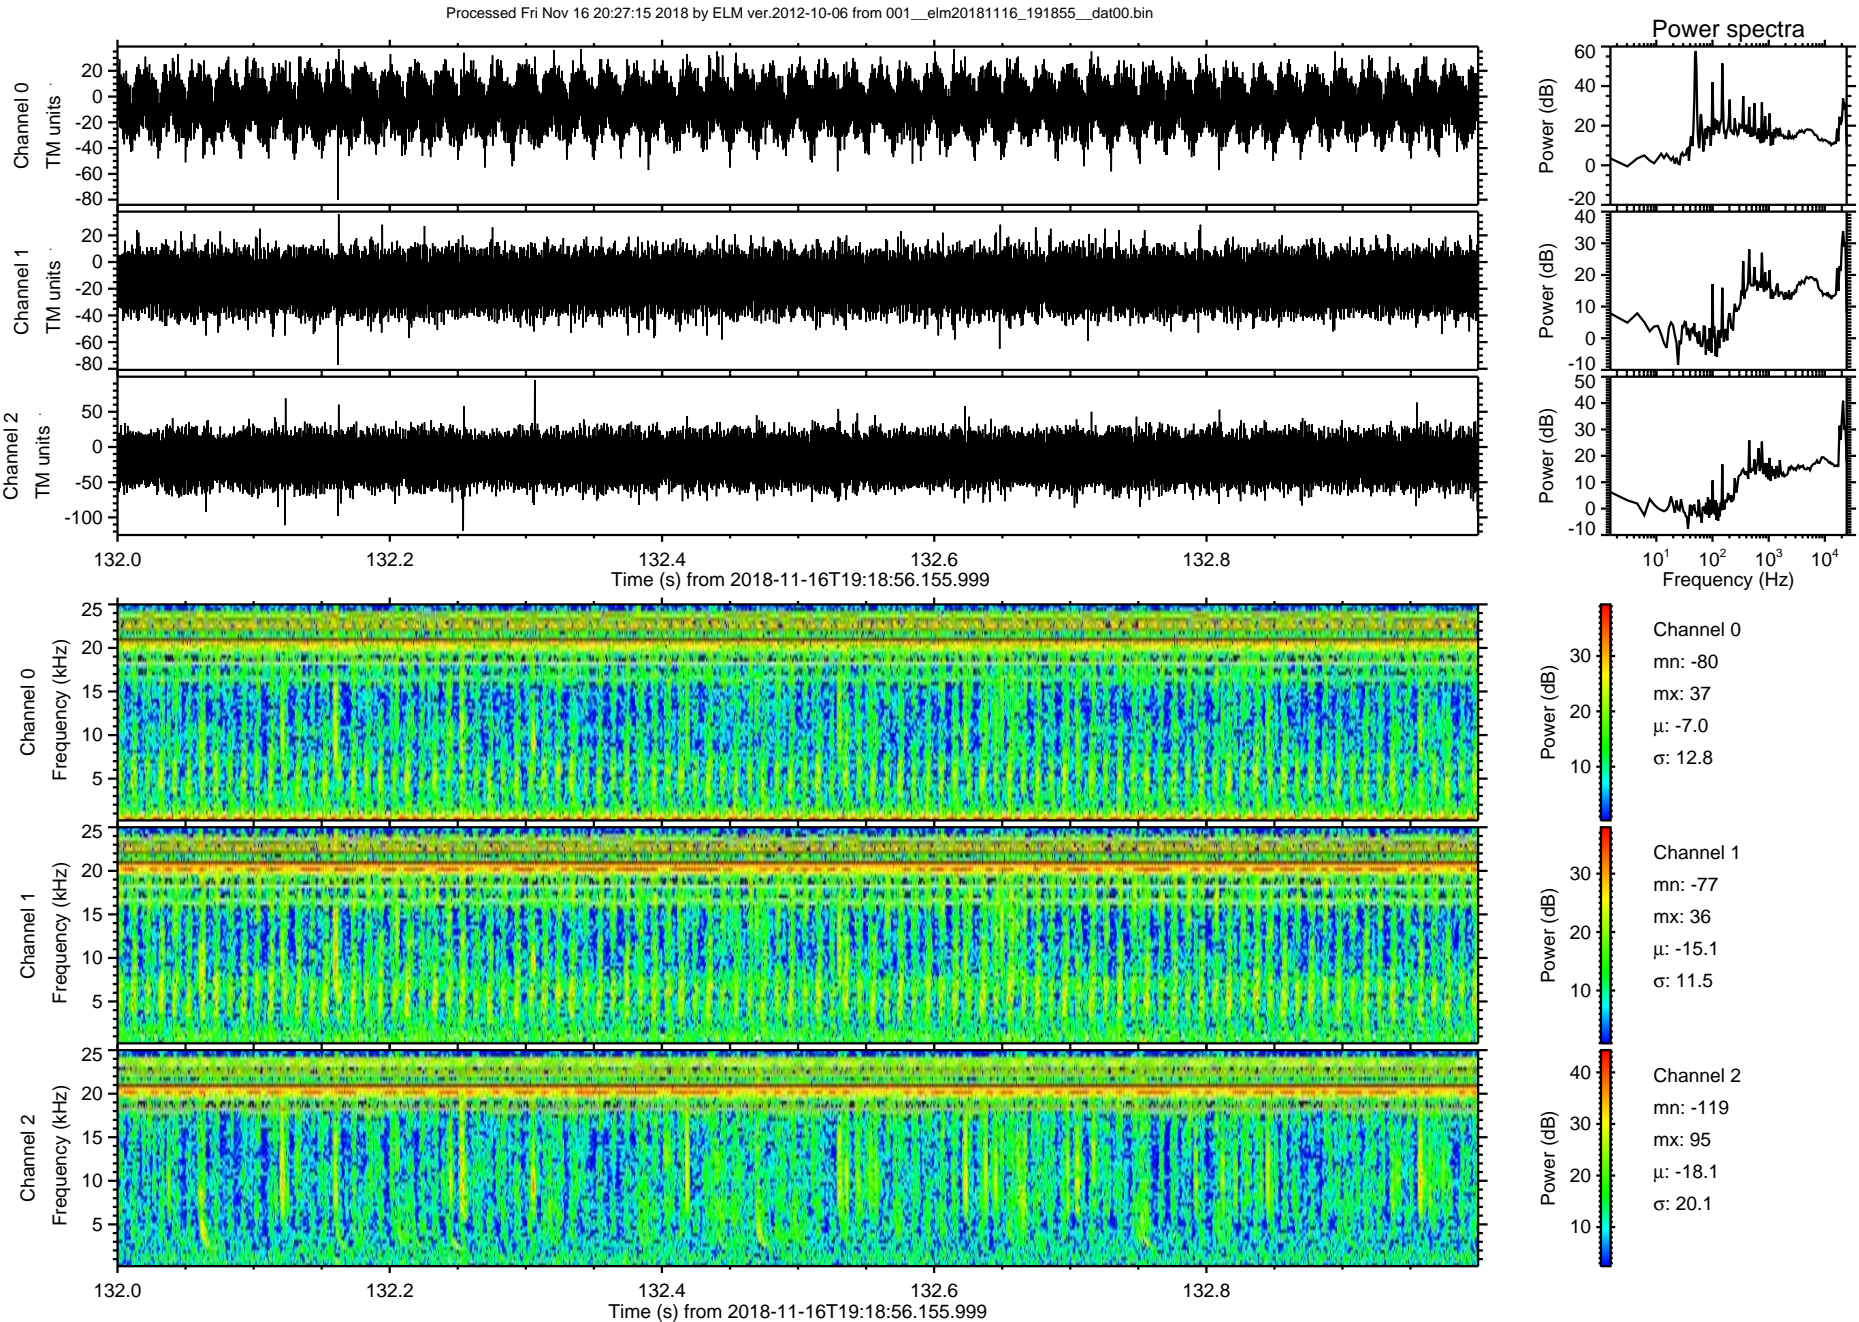 Processed Fri Nov 16 20:27:15 2018 by ELM ver.2012-10-06 from 001__elm20181116_191855__dat00.bin
Power spectra
Channel 0
TM units
20
0
-20
-40
-60
-80
Power (dB)
60
40
20
0
-20
Channel 1
TM units
20
0
-20
-40
-60
-80
Power (dB)
40
30
20
10
0
-10
Channel 2
TM units
50
0
-50
-100
Power (dB)
50
40
30
20
10
0
-10
132.0 132.2 132.4 132.6 132.8
Time (s) from 2018-11-16T19:18:56.155.999
10^1 10^2 10^3 10^4
Frequency (Hz)
Channel 0
Frequency (kHz)
25
20
15
10
5
Power (dB)
30
20
10
Channel 0
mn: -80
mx: 37
μ: -7.0
σ: 12.8
Channel 1
Frequency (kHz)
25
20
15
10
5
Power (dB)
30
20
10
Channel 1
mn: -77
mx: 36
μ: -15.1
σ: 11.5
Channel 2
Frequency (kHz)
25
20
15
10
5
Power (dB)
40
30
20
10
Channel 2
mn: -119
mx: 95
μ: -18.1
σ: 20.1
132.0 132.2 132.4 132.6 132.8
Time (s) from 2018-11-16T19:18:56.155.999